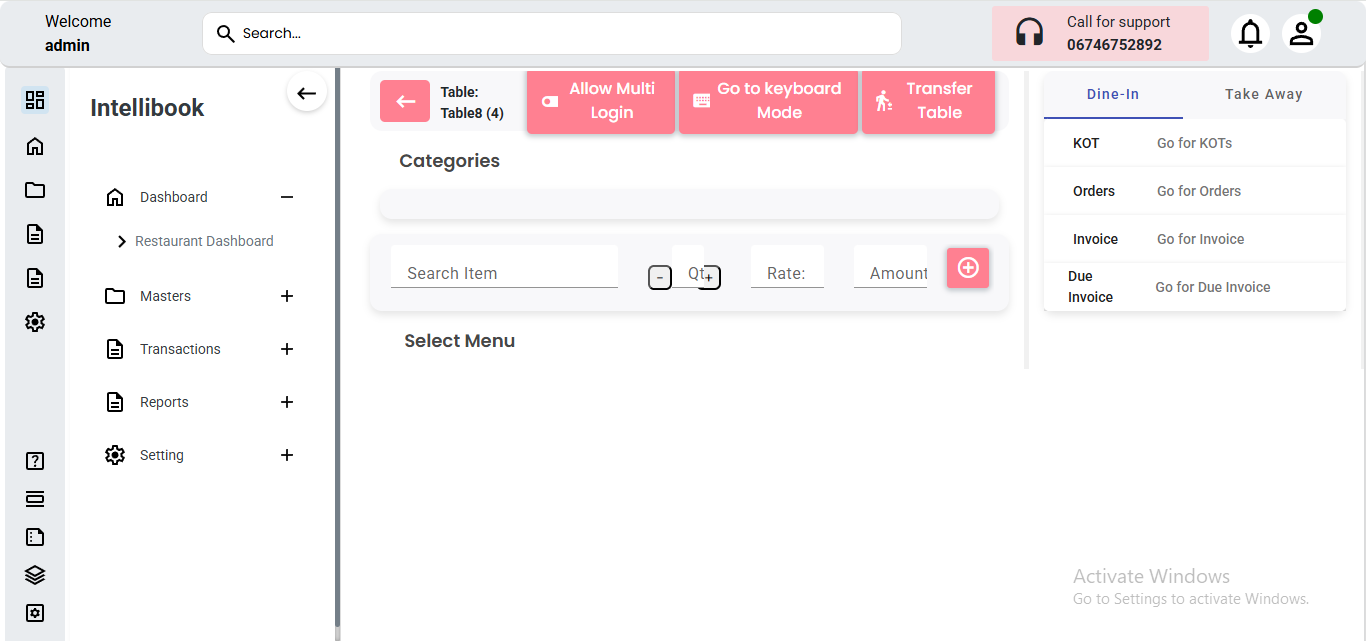 Welcome
admin
Search...
Call for support
06746752892
Intellibook
Dashboard
Restaurant Dashboard
Masters
Transactions
Reports
Setting
Table:
Table8 (4)
Allow Multi
Login
Go to keyboard
Mode
Transfer
Table
Categories
Search Item
-
Qt
+
Rate:
Amount
Select Menu
Dine-In
Take Away
KOT
Go for KOTs
Orders
Go for Orders
Invoice
Go for Invoice
Due
Invoice
Go for Due Invoice
Activate Windows
Go to Settings to activate Windows.